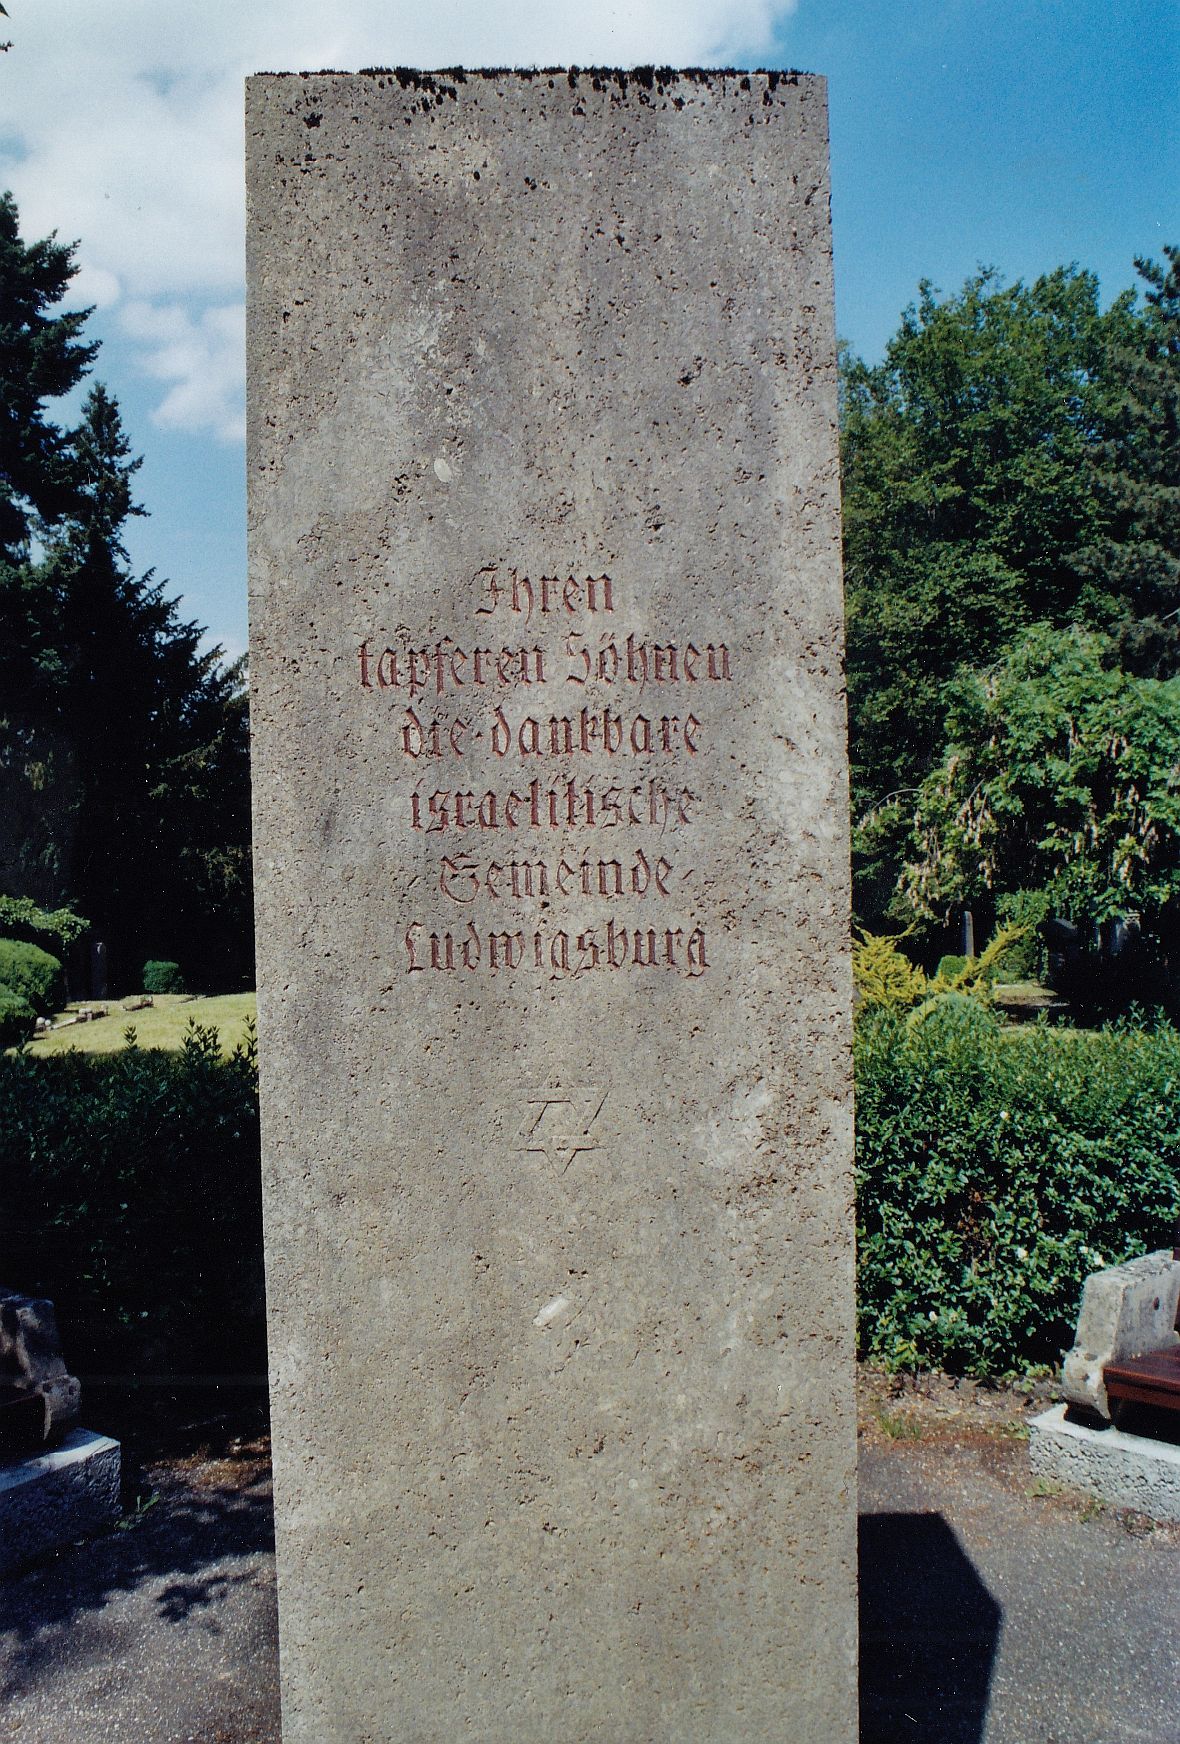 Ihren
tapferen Söhnen
die dankbare
israelitische
Gemeinde
Ludwigsburg